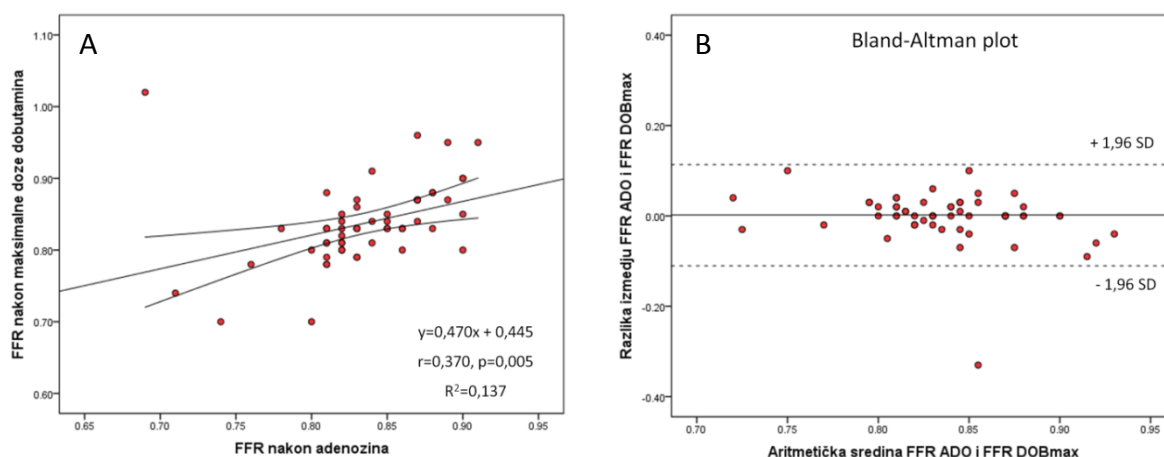 A
FFR nakon maksimalne doze dobutamina
1.10
1.00
0.90
0.80
0.70
0.60
y=0,470x + 0,445
r=0,370, p=0,005
R²=0,137
0.65 0.70 0.75 0.80 0.85 0.90 0.95
FFR nakon adenozina
B
Bland-Altman plot
Razlika izmedju FFR ADO i FFR DOBmax
0.40
0.20
0.00
-0.20
-0.40
+ 1,96 SD
- 1,96 SD
0.70 0.75 0.80 0.85 0.90 0.95
Aritmetička sredina FFR ADO i FFR DOBmax